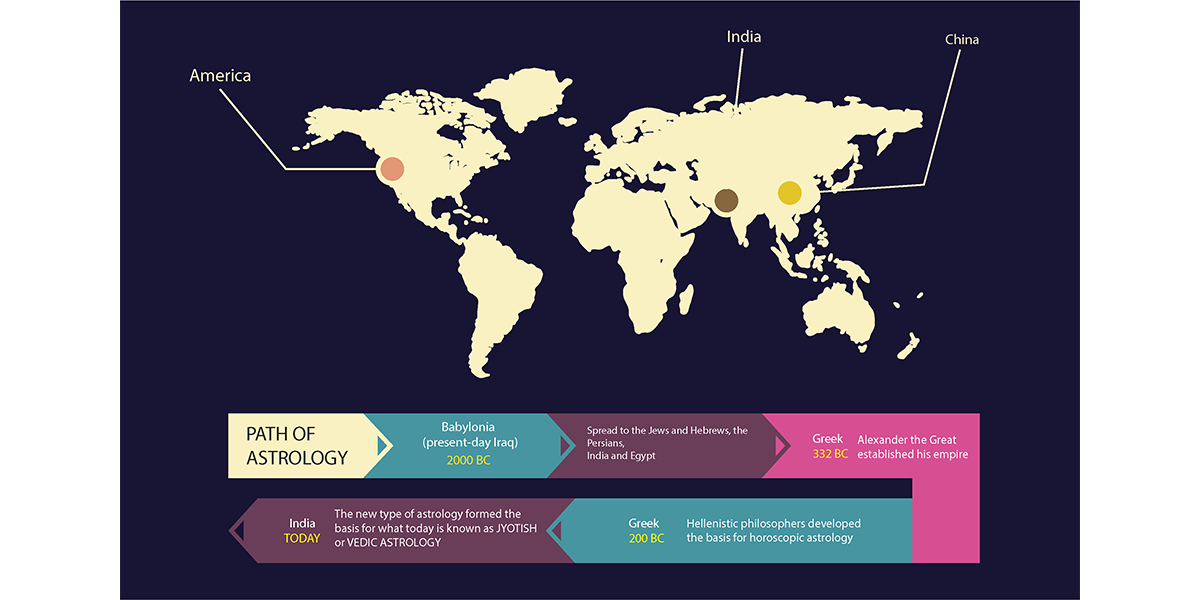 America
India
China
PATH OF
ASTROLOGY
Babylonia
(present-day Iraq)
2000 BC
Spread to the Jews and Hebrews, the
Persians,
India and Egypt
Greek
332 BC
Alexander the Great
established his empire
Greek
200 BC
Hellenistic philosophers developed
the basis for horoscopic astrology
India
TODAY
The new type of astrology formed the
basis for what today is known as JYOTISH
or VEDIC ASTROLOGY